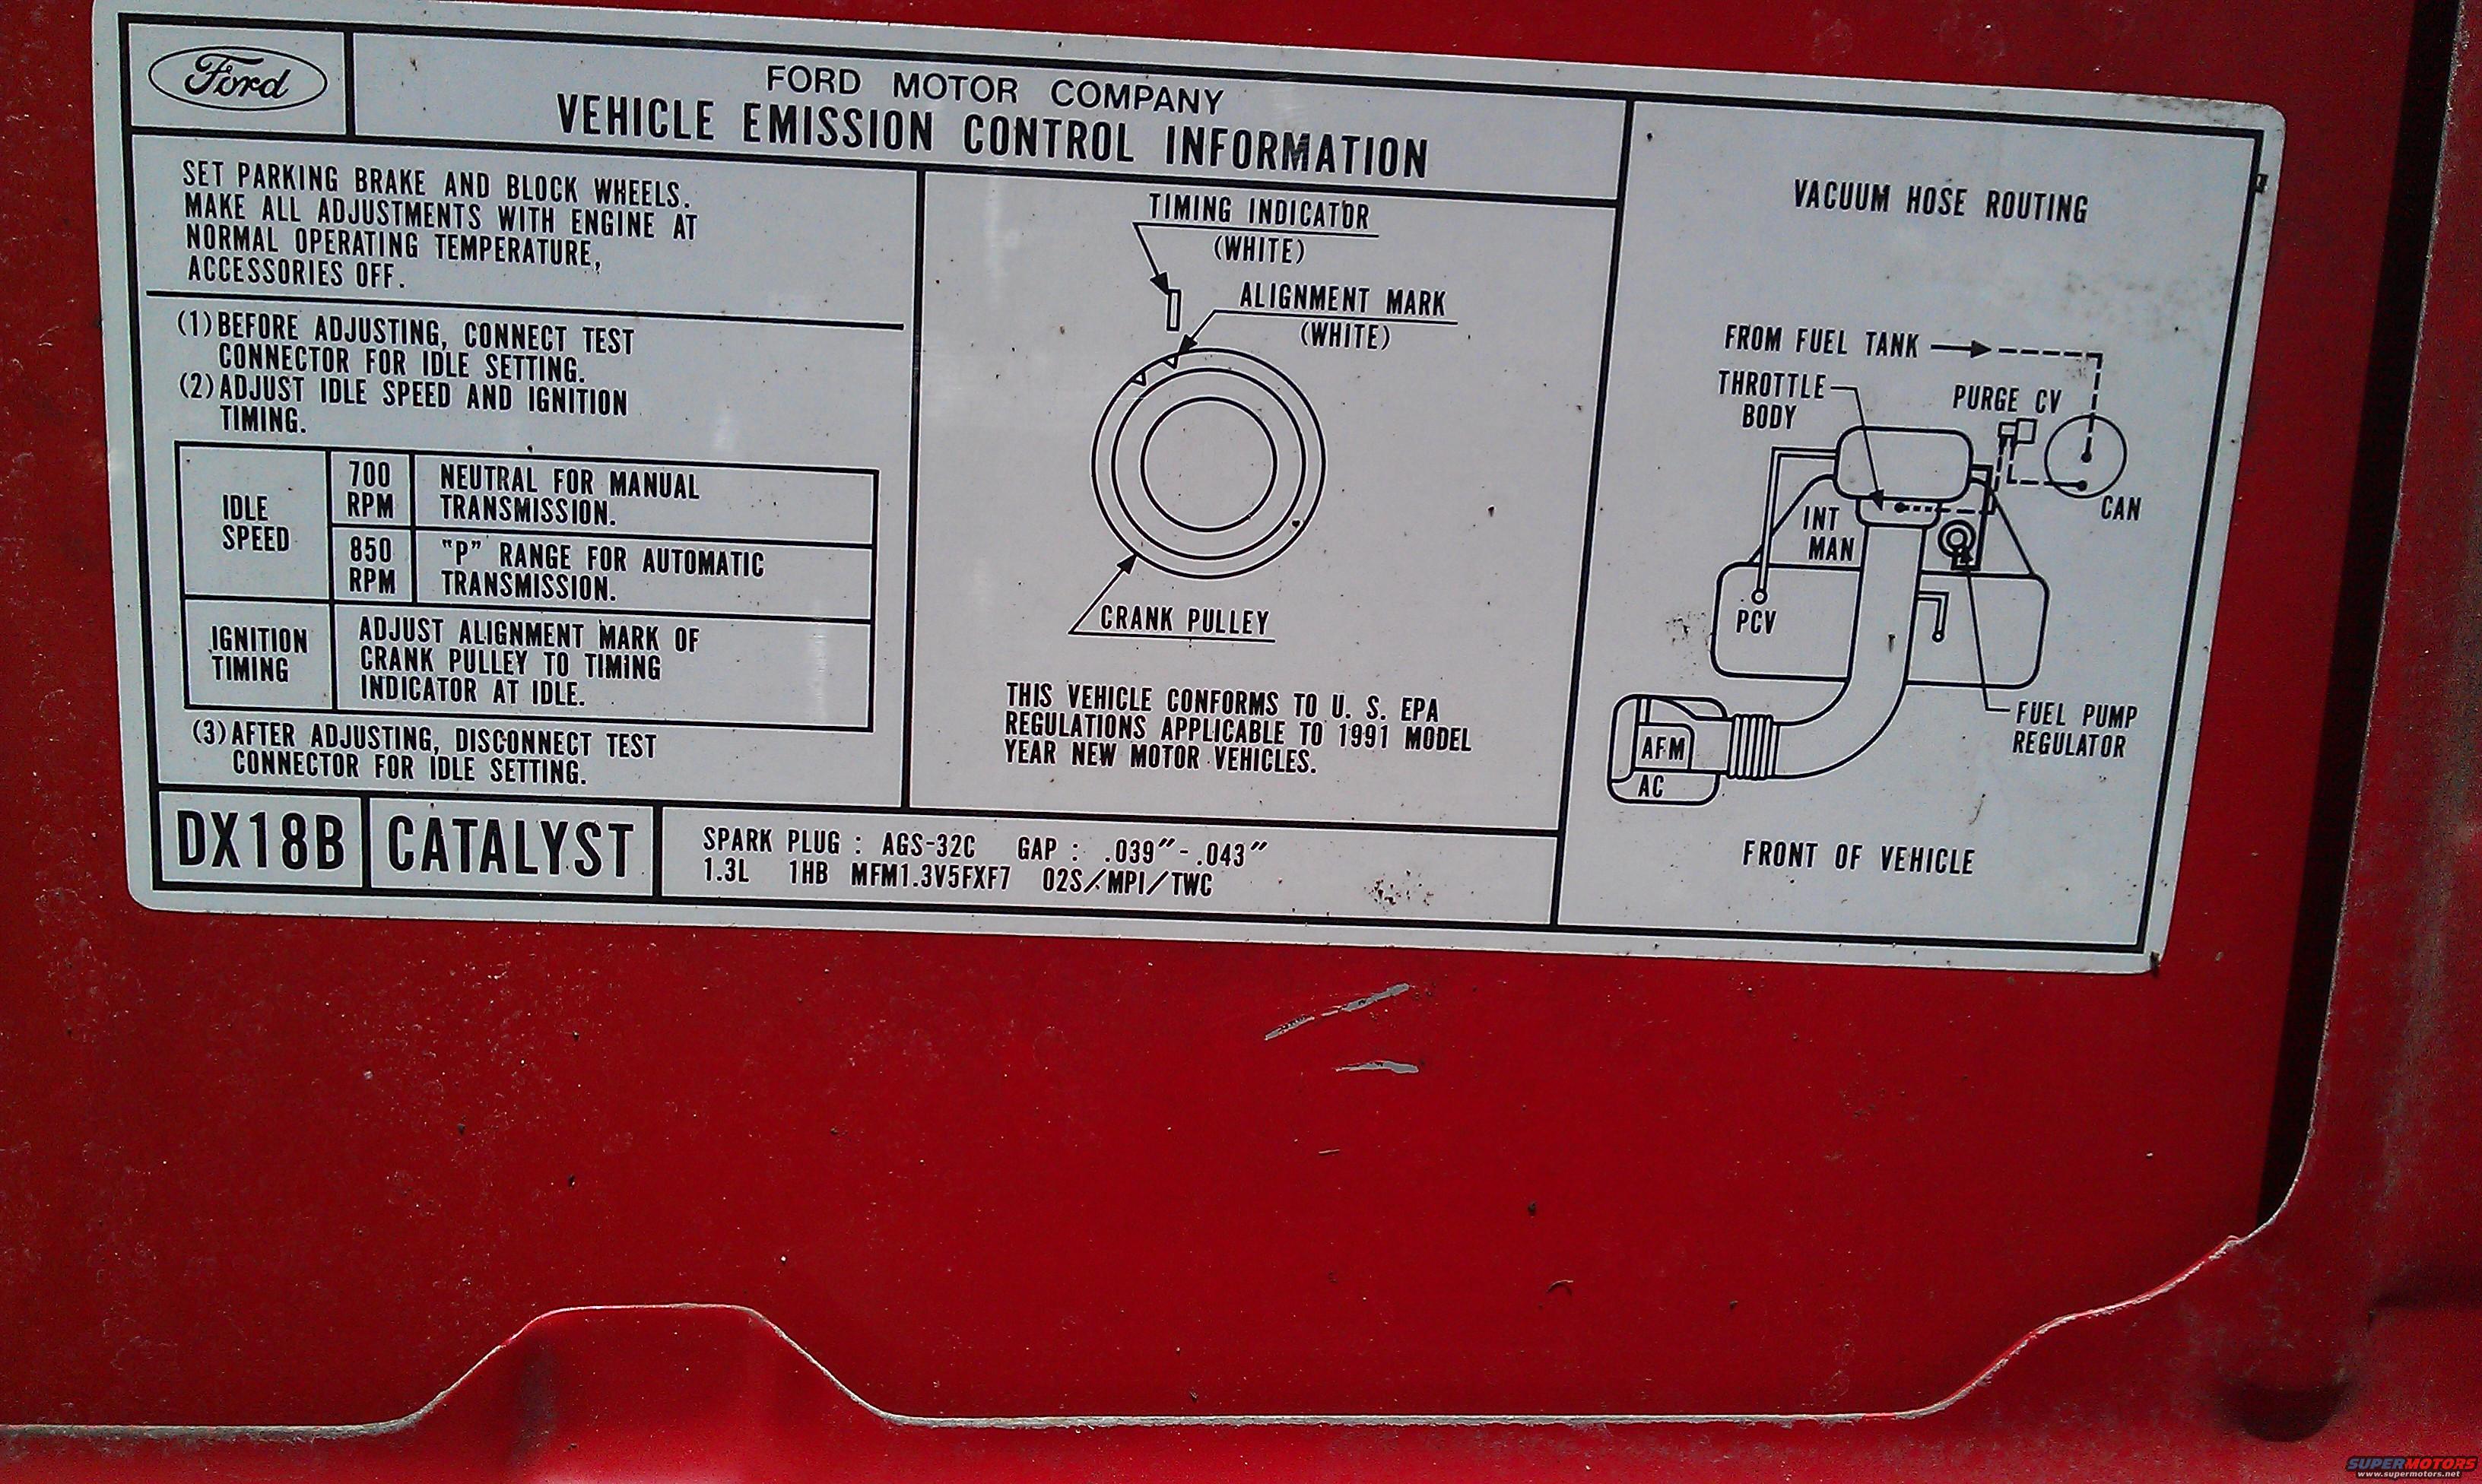 Ford
FORD MOTOR COMPANY
VEHICLE EMISSION CONTROL INFORMATION
SET PARKING BRAKE AND BLOCK WHEELS.
MAKE ALL ADJUSTMENTS WITH ENGINE AT
NORMAL OPERATING TEMPERATURE,
ACCESSORIES OFF.
(1) BEFORE ADJUSTING, CONNECT TEST
CONNECTOR FOR IDLE SETTING.
(2) ADJUST IDLE SPEED AND IGNITION
TIMING.
IDLE
SPEED
700
RPM
NEUTRAL FOR MANUAL
TRANSMISSION.
850
RPM
"P" RANGE FOR AUTOMATIC
TRANSMISSION.
IGNITION
TIMING
ADJUST ALIGNMENT MARK OF
CRANK PULLEY TO TIMING
INDICATOR AT IDLE.
(3) AFTER ADJUSTING, DISCONNECT TEST
CONNECTOR FOR IDLE SETTING.
TIMING INDICATOR
(WHITE)
ALIGNMENT MARK
(WHITE)
CRANK PULLEY
THIS VEHICLE CONFORMS TO U. S. EPA
REGULATIONS APPLICABLE TO 1991 MODEL
YEAR NEW MOTOR VEHICLES.
DX18B
CATALYST
SPARK PLUG : AGS-32C GAP : .039"-.043"
1.3L 1HB MFM1.3V5FXF7 02S/MPI/TWC
VACUUM HOSE ROUTING
FROM FUEL TANK
THROTTLE
BODY
PURGE CV
CAN
INT
MAN
PCV
FUEL PUMP
REGULATOR
AFM
AC
FRONT OF VEHICLE
SUPERMOTORS
www.supermotors.net